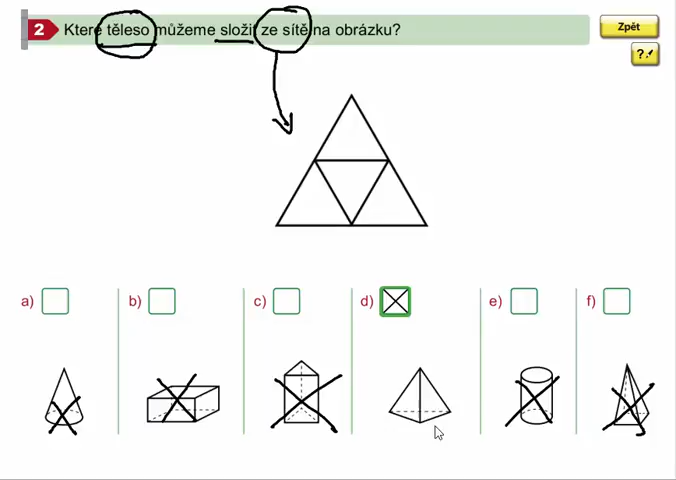 2 Které těleso můžeme složit ze sítě na obrázku?
Zpět
?
a) b) c) d) e) f)